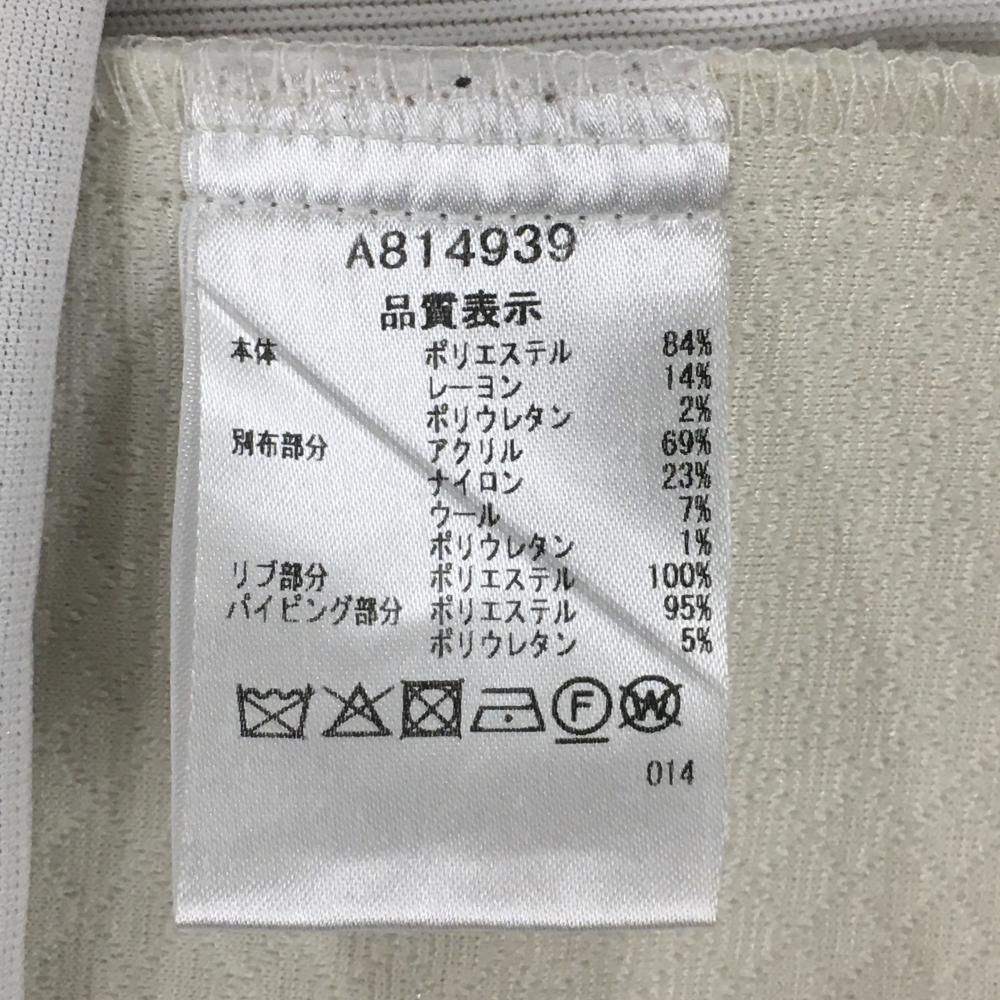 A814939
品質表示
本体 ポリエステル 84%
レーヨン 14%
ポリウレタン 2%
別布部分 アクリル 69%
ナイロン 23%
ウール 7%
ポリウレタン 1%
リブ部分 ポリエステル 100%
パイピング部分 ポリエステル 95%
ポリウレタン 5%
F W
014